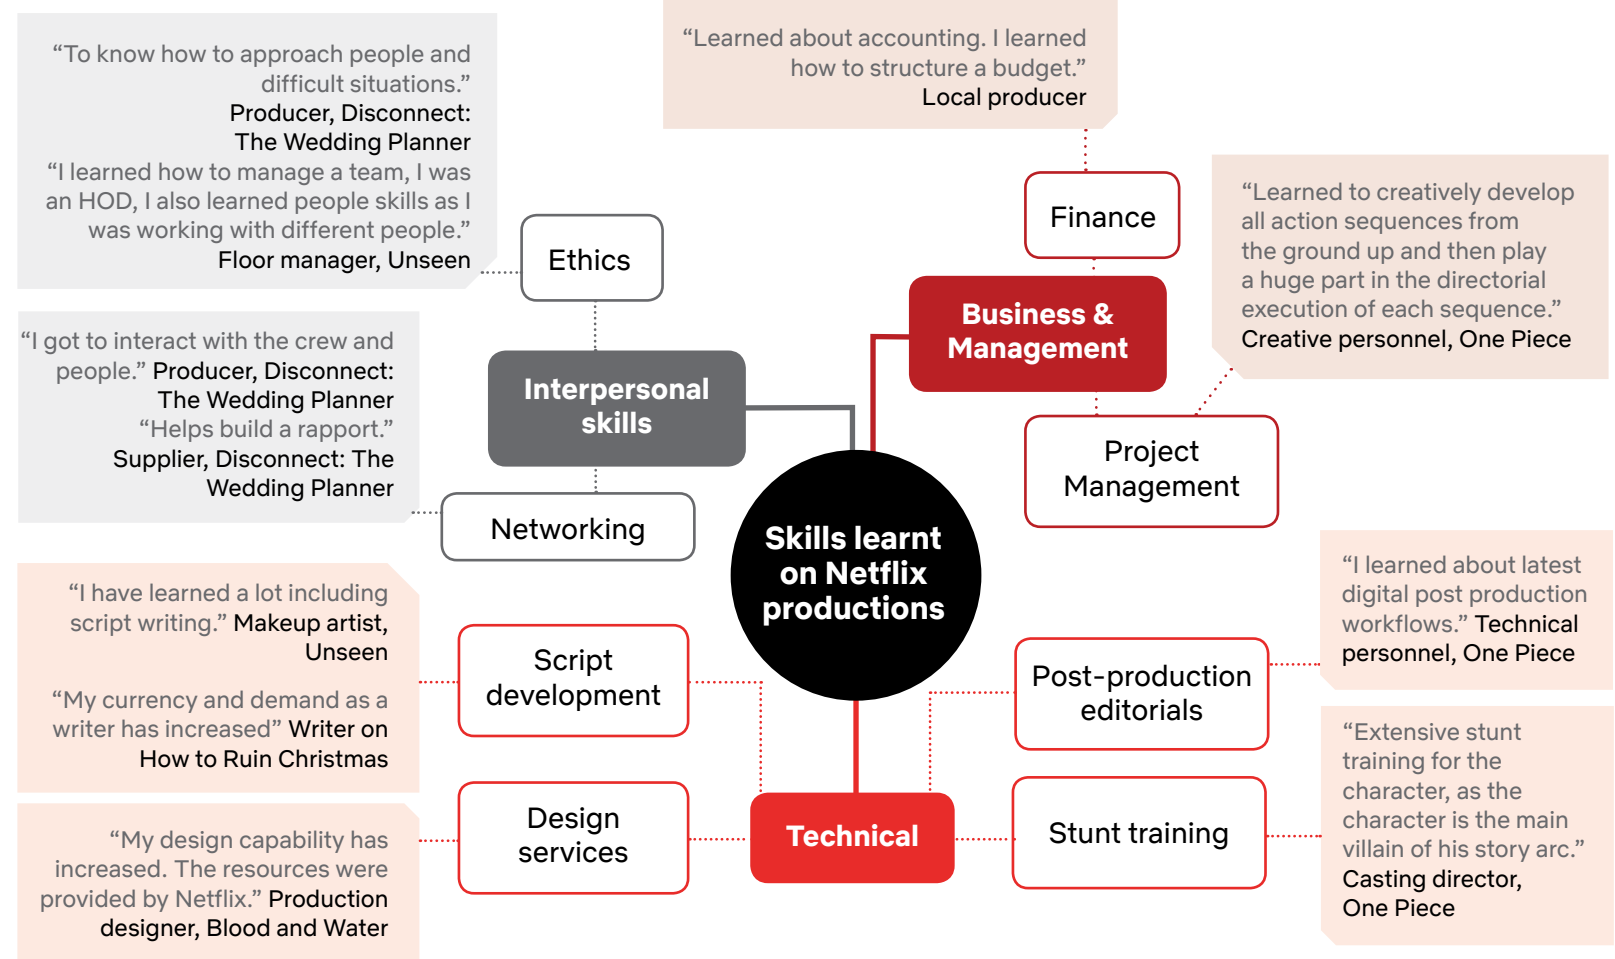 “To know how to approach people and
difficult situations.”
Producer, Disconnect:
The Wedding Planner
“I learned how to manage a team, I was
an HOD, I also learned people skills as I
was working with different people.”
Floor manager, Unseen
Ethics
“I got to interact with the crew and
people.” Producer, Disconnect:
The Wedding Planner
“Helps build a rapport.”
Supplier, Disconnect: The
Wedding Planner
Interpersonal
skills
Networking
“Learned about accounting. I learned
how to structure a budget.”
Local producer
Finance
Business &
Management
“Learned to creatively develop
all action sequences from
the ground up and then play
a huge part in the directorial
execution of each sequence.”
Creative personnel, One Piece
Project
Management
Skills learnt
on Netflix
productions
“I have learned a lot including
script writing.” Makeup artist,
Unseen
“My currency and demand as a
writer has increased” Writer on
How to Ruin Christmas
Script
development
“My design capability has
increased. The resources were
provided by Netflix.” Production
designer, Blood and Water
Design
services
Technical
Post-production
editorials
“I learned about latest
digital post production
workflows.” Technical
personnel, One Piece
Stunt training
“Extensive stunt
training for the
character, as the
character is the main
villain of his story arc.”
Casting director,
One Piece